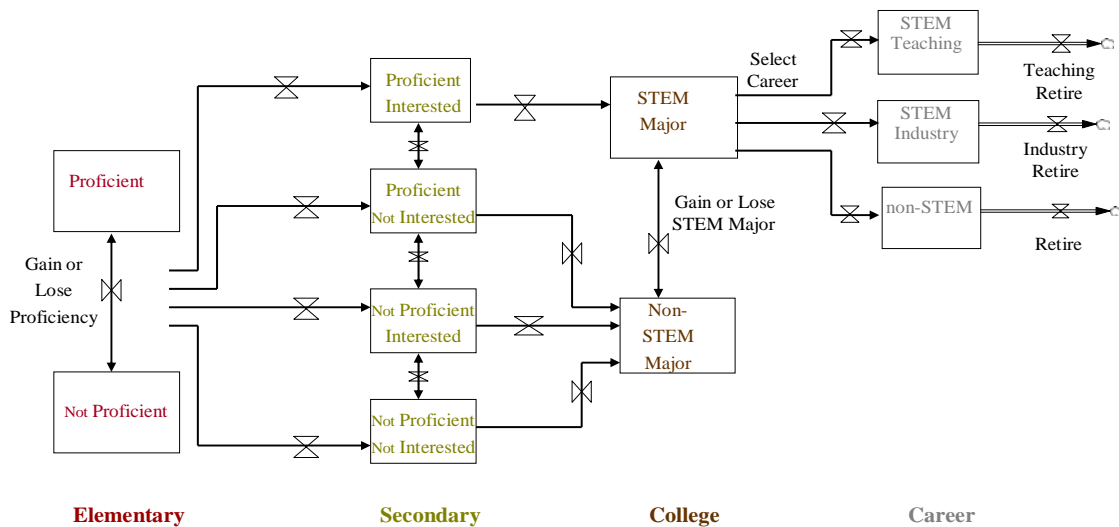 Proficient
Gain or
Lose
Proficiency
Not Proficient
Proficient
Interested
Proficient
Not Interested
Not Proficient
Interested
Not Proficient
Not Interested
STEM
Major
Gain or Lose
STEM Major
Non-
STEM
Major
Select
Career
STEM
Teaching
Teaching
Retire
STEM
Industry
Industry
Retire
non-STEM
Retire
Elementary
Secondary
College
Career